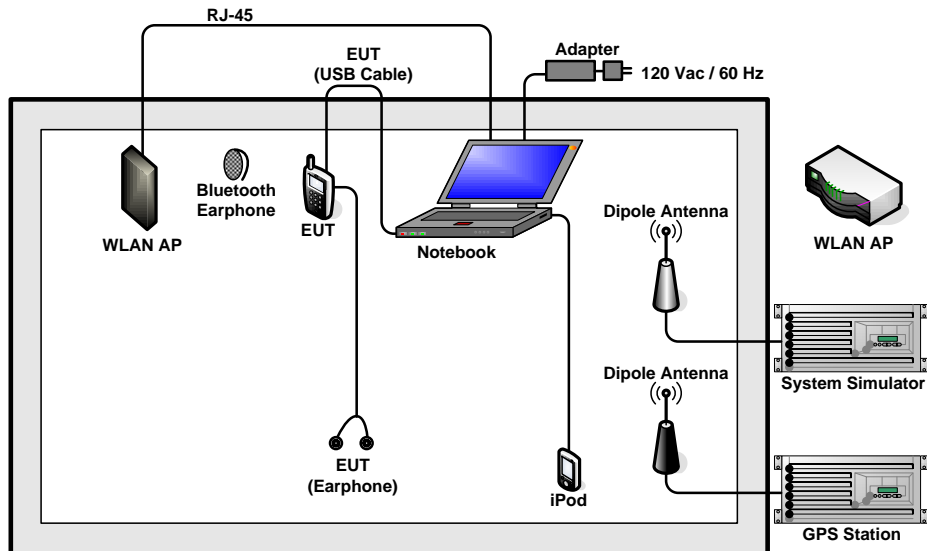 RJ-45
EUT
(USB Cable)
Adapter
120 Vac / 60 Hz
WLAN AP
Bluetooth
Earphone
EUT
Notebook
Dipole Antenna
WLAN AP
System Simulator
Dipole Antenna
EUT
(Earphone)
iPod
GPS Station